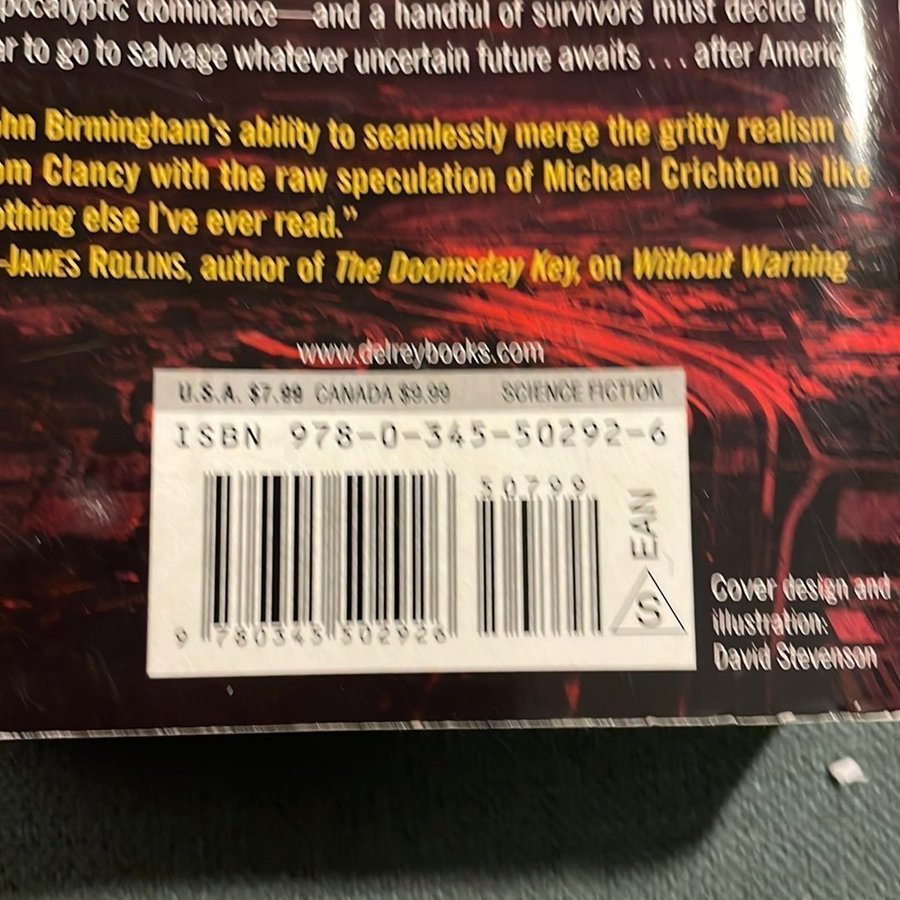 pocalyptic dominance—and a handful of survivors must decide ho
ar to go to salvage whatever uncertain future awaits . . . after Americ
hn Birmingham's ability to seamlessly merge the gritty realism
om Clancy with the raw speculation of Michael Crichton is like
othing else I've ever read."
—JAMES ROLLINS, author of The Doomsday Key, on Without Warning
www.delreybooks.com
U.S.A. $7.99 CANADA $9.99 SCIENCE FICTION
ISBN 978-0-345-50292-6
50799
EAN
S
9 780345 502926
Cover design and
illustration:
David Stevenson